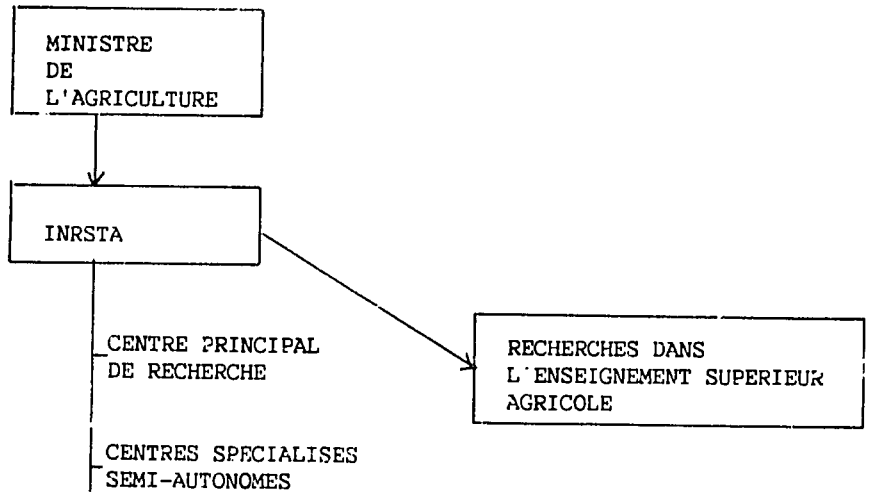 MINISTRE
DE
L'AGRICULTURE
INRSTA
CENTRE PRINCIPAL
DE RECHERCHE
RECHERCHES DANS
L'ENSEIGNEMENT SUPERIEUR
AGRICOLE
CENTRES SPECIALISES
SEMI-AUTONOMES